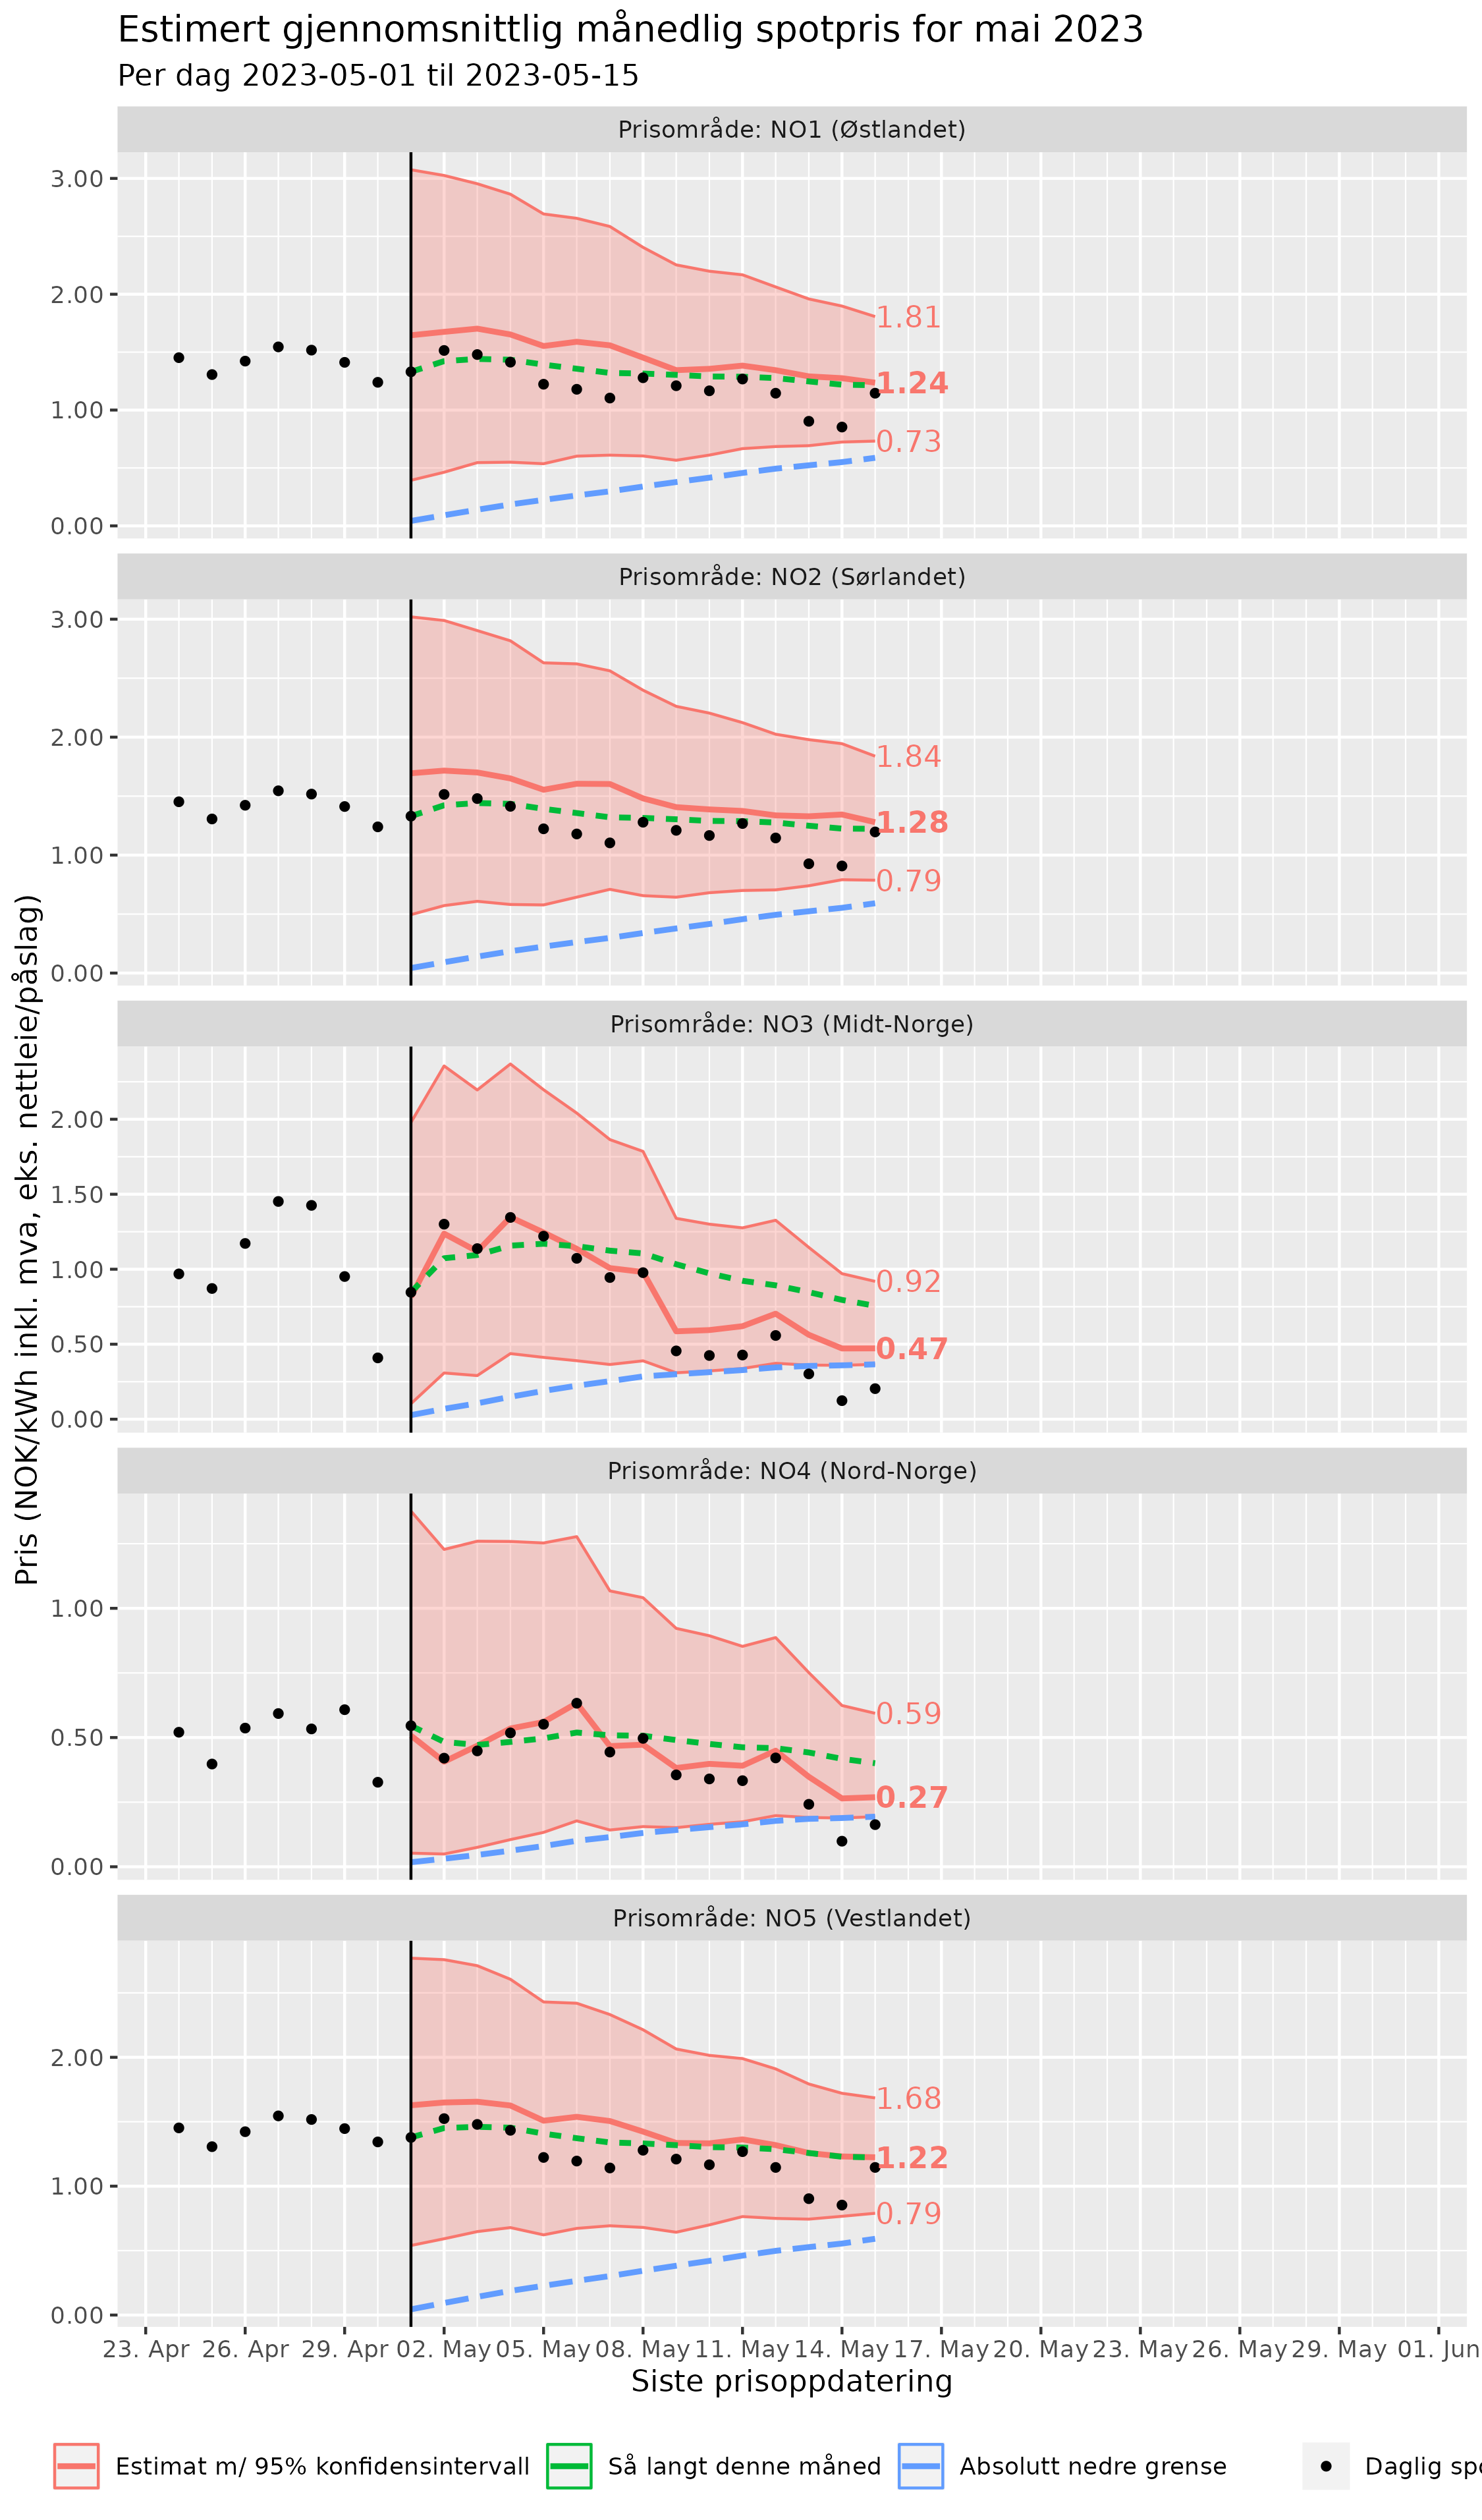 Estimert gjennomsnittlig månedlig spotpris for mai 2023
Per dag 2023-05-01 til 2023-05-15
Pris (NOK/kWh inkl. mva, eks. nettleie/påslag)
Prisområde: NO1 (Østlandet)
3.00
2.00
1.00
0.00
1.81
1.24
0.73
Prisområde: NO2 (Sørlandet)
3.00
2.00
1.00
0.00
1.84
1.28
0.79
Prisområde: NO3 (Midt-Norge)
2.00
1.50
1.00
0.50
0.00
0.92
0.47
Prisområde: NO4 (Nord-Norge)
1.00
0.50
0.00
0.59
0.27
Prisområde: NO5 (Vestlandet)
2.00
1.00
0.00
1.68
1.22
0.79
23. Apr 26. Apr 29. Apr 02. May 05. May 08. May 11. May 14. May 17. May 20. May 23. May 26. May 29. May 01. Jun
Siste prisoppdatering
Estimat m/ 95% konfidensintervall Så langt denne måned Absolutt nedre grense Daglig